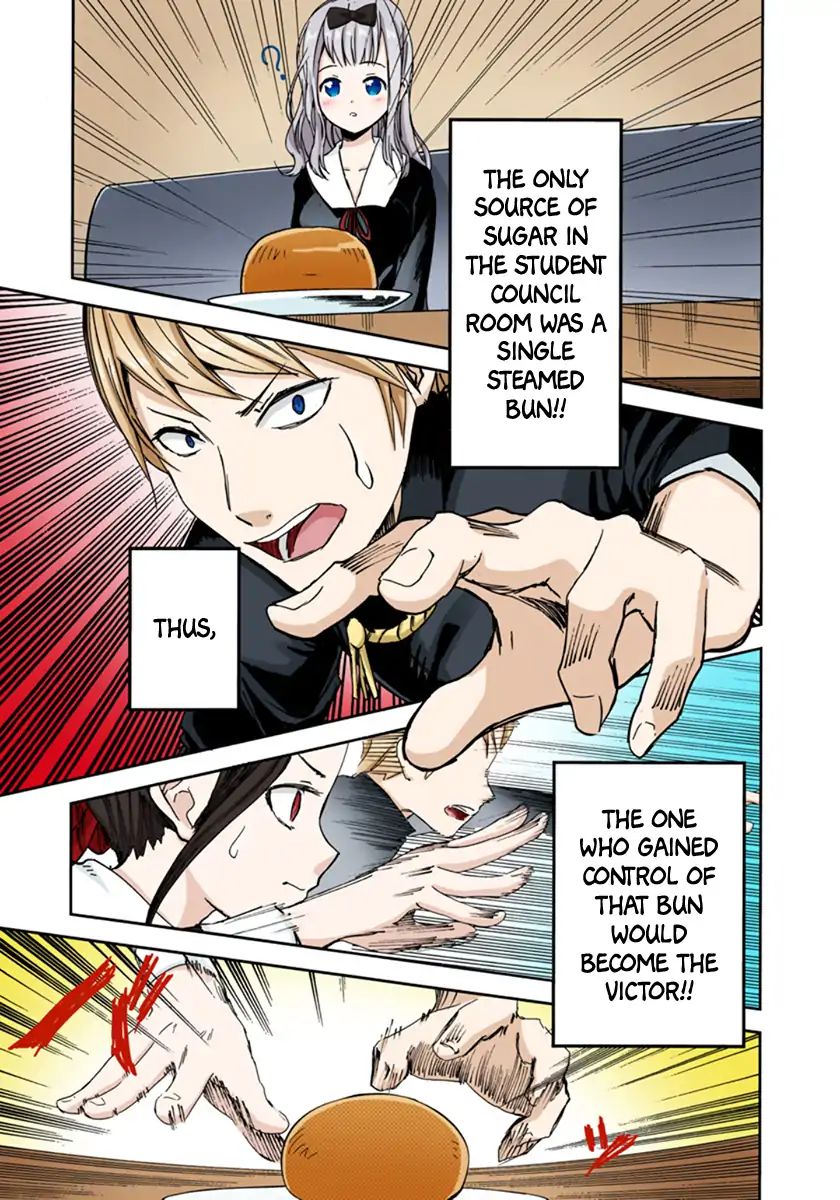 ?
THE ONLY
SOURCE OF
SUGAR IN
THE STUDENT
COUNCIL
ROOM WAS A
SINGLE
STEAMED
BUN!!
THUS,
THE ONE
WHO GAINED
CONTROL OF
THAT BUN
WOULD
BECOME THE
VICTOR!!